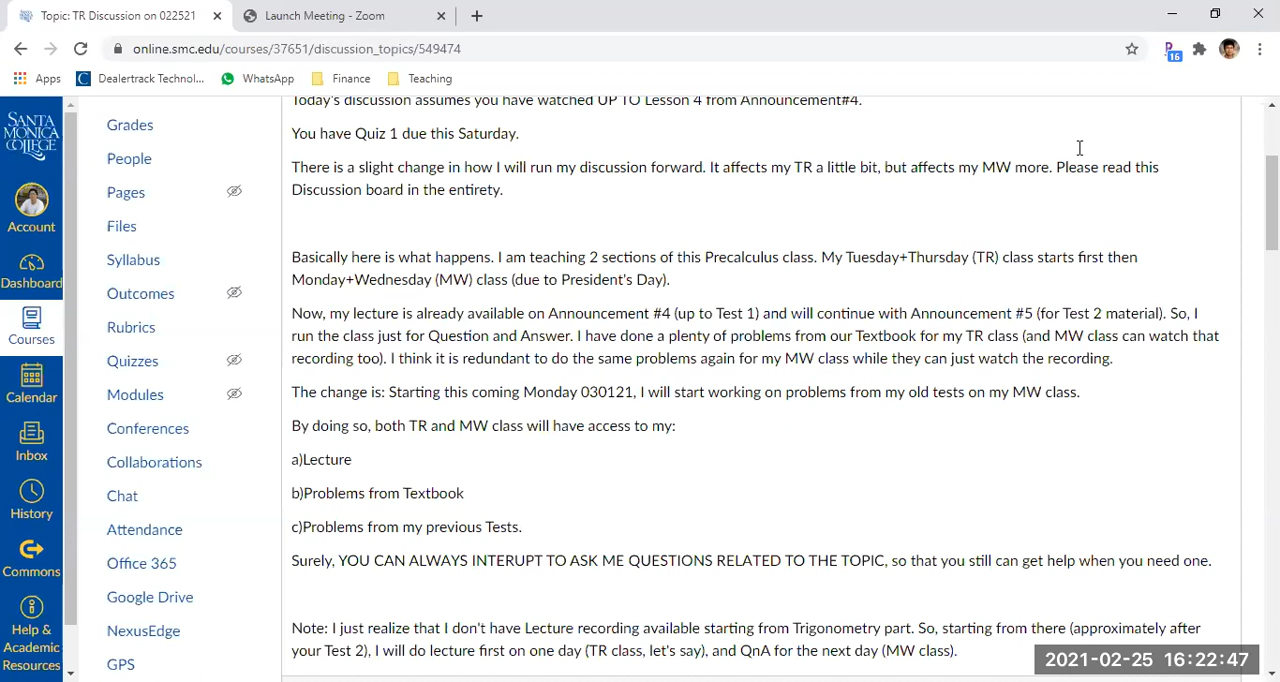 Topic: TR Discussion on 022521
Launch Meeting - Zoom
online.smc.edu/courses/37651/discussion_topics/549474
16
Apps
Dealertrack Technol...
WhatsApp
Finance
Teaching
SANTA
MONICA
COLLEGE
Account
Dashboard
Courses
Calendar
Inbox
History
Commons
Help &
Academic
Resources
Grades
People
Pages
Files
Syllabus
Outcomes
Rubrics
Quizzes
Modules
Conferences
Collaborations
Chat
Attendance
Office 365
Google Drive
NexusEdge
GPS
Today's discussion assumes you have watched UP TO Lesson 4 from Announcement#4.
You have Quiz 1 due this Saturday.
There is a slight change in how I will run my discussion forward. It affects my TR a little bit, but affects my MW more. Please read this
Discussion board in the entirety.
Basically here is what happens. I am teaching 2 sections of this Precalculus class. My Tuesday+Thursday (TR) class starts first then
Monday+Wednesday (MW) class (due to President's Day).
Now, my lecture is already available on Announcement #4 (up to Test 1) and will continue with Announcement #5 (for Test 2 material). So, I
run the class just for Question and Answer. I have done a plenty of problems from our Textbook for my TR class (and MW class can watch that
recording too). I think it is redundant to do the same problems again for my MW class while they can just watch the recording.
The change is: Starting this coming Monday 030121, I will start working on problems from my old tests on my MW class.
By doing so, both TR and MW class will have access to my:
a)Lecture
b)Problems from Textbook
c)Problems from my previous Tests.
Surely, YOU CAN ALWAYS INTERUPT TO ASK ME QUESTIONS RELATED TO THE TOPIC, so that you still can get help when you need one.
Note: I just realize that I don't have Lecture recording available starting from Trigonometry part. So, starting from there (approximately after
your Test 2), I will do lecture first on one day (TR class, let's say), and QnA for the next day (MW class).
2021-02-25 16:22:47